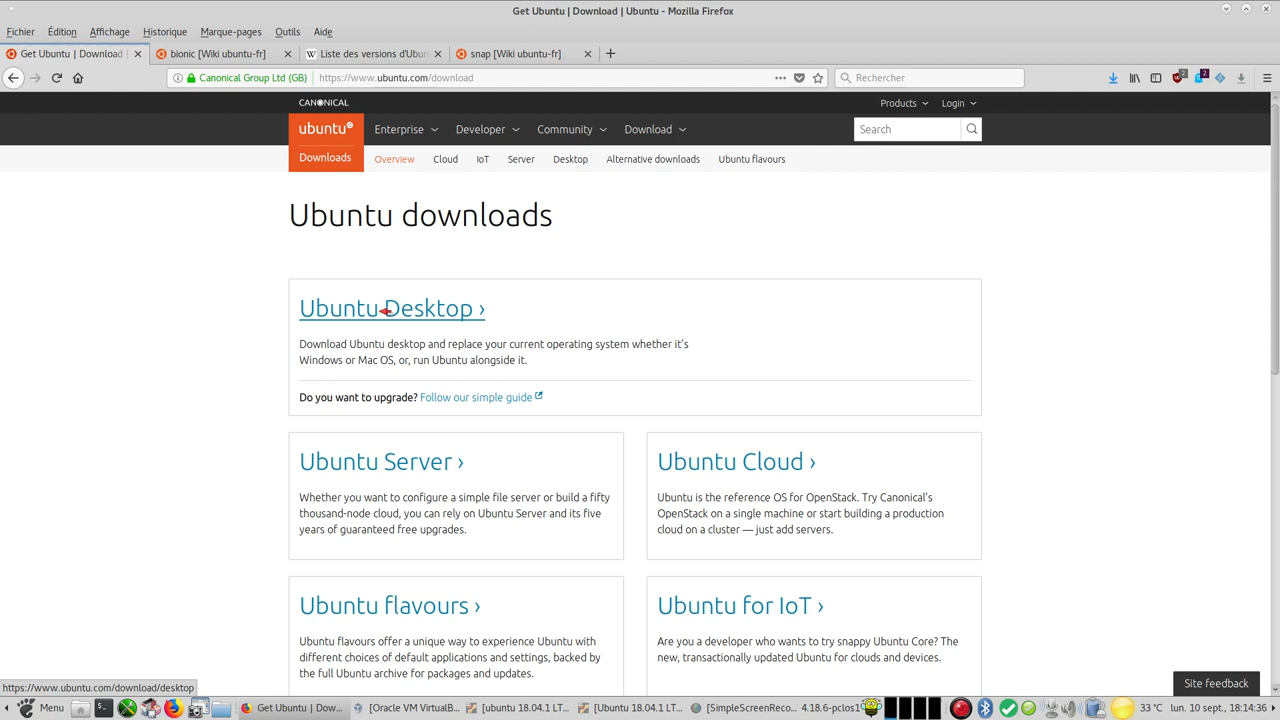 Get Ubuntu | Download | Ubuntu - Mozilla Firefox
Fichier Édition Affichage Historique Marque-pages Outils Aide
Get Ubuntu | Download | bionic [Wiki ubuntu-fr] Liste des versions d'Ubun snap [Wiki ubuntu-fr]
Canonical Group Ltd (GB) https://www.ubuntu.com/download Rechercher
2 2
CANONICAL Products Login
ubuntu Enterprise Developer Community Download Search
Downloads Overview Cloud IoT Server Desktop Alternative downloads Ubuntu flavours
Ubuntu downloads
Ubuntu Desktop ›
Download Ubuntu desktop and replace your current operating system whether it's
Windows or Mac OS, or, run Ubuntu alongside it.
Do you want to upgrade? Follow our simple guide
Ubuntu Server ›
Whether you want to configure a simple file server or build a fifty
thousand-node cloud, you can rely on Ubuntu Server and its five
years of guaranteed free upgrades.
Ubuntu Cloud ›
Ubuntu is the reference OS for OpenStack. Try Canonical's
OpenStack on a single machine or start building a production
cloud on a cluster — just add servers.
Ubuntu flavours ›
Ubuntu flavours offer a unique way to experience Ubuntu with
different choices of default applications and settings, backed by
the full Ubuntu archive for packages and updates.
Ubuntu for IoT ›
Are you a developer who wants to try snappy Ubuntu Core? The
new, transactionally updated Ubuntu for clouds and devices.
Site feedback
https://www.ubuntu.com/download/desktop
Menu Get Ubuntu | Dow... [Oracle VM VirtualB... [ubuntu 18.04.1 LT... [Ubuntu 18.04.1 LT... [SimpleScreenReco... 4.18.6-pclos1 33 °C lun. 10 sept., 18:14:36